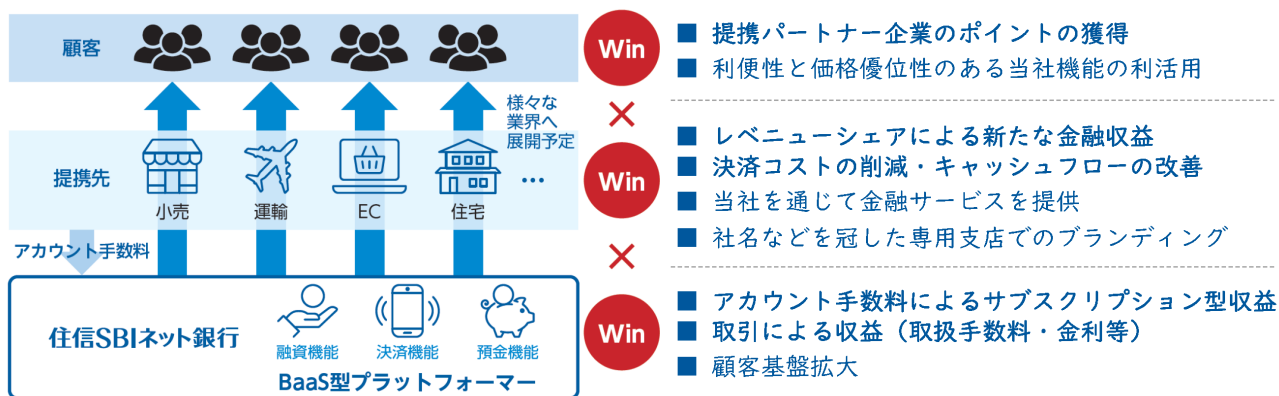 顧客
Win
■ 提携パートナー企業のポイントの獲得
■ 利便性と価格優位性のある当社機能の利活用
様々な
業界へ
展開予定
×
提携先
小売
運輸
EC
住宅
…
Win
■ レベニューシェアによる新たな金融収益
■ 決済コストの削減・キャッシュフローの改善
■ 当社を通じて金融サービスを提供
■ 社名などを冠した専用支店でのブランディング
アカウント手数料
×
住信SBIネット銀行
融資機能
決済機能
預金機能
BaaS型プラットフォーマー
Win
■ アカウント手数料によるサブスクリプション型収益
■ 取引による収益（取扱手数料・金利等）
■ 顧客基盤拡大